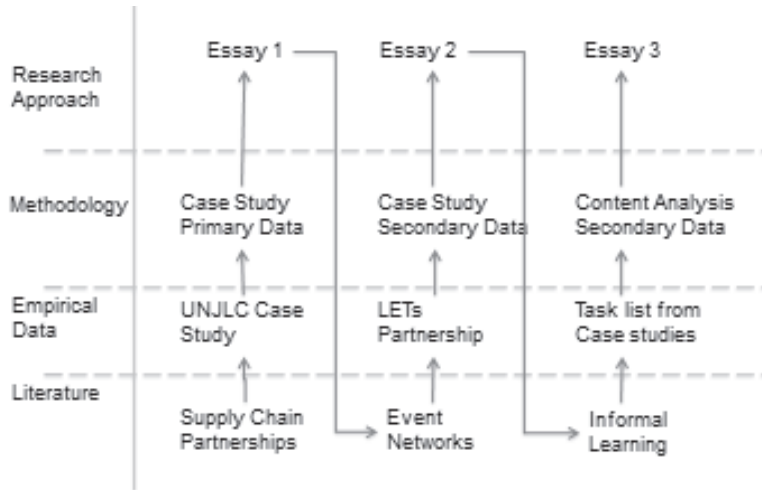 Essay 1
Essay 2
Essay 3
Research
Approach
Methodology
Case Study
Primary Data
Case Study
Secondary Data
Content Analysis
Secondary Data
Empirical
Data
UNJLC Case
Study
LETs
Partnership
Task list from
Case studies
Literature
Supply Chain
Partnerships
Event
Networks
Informal
Learning